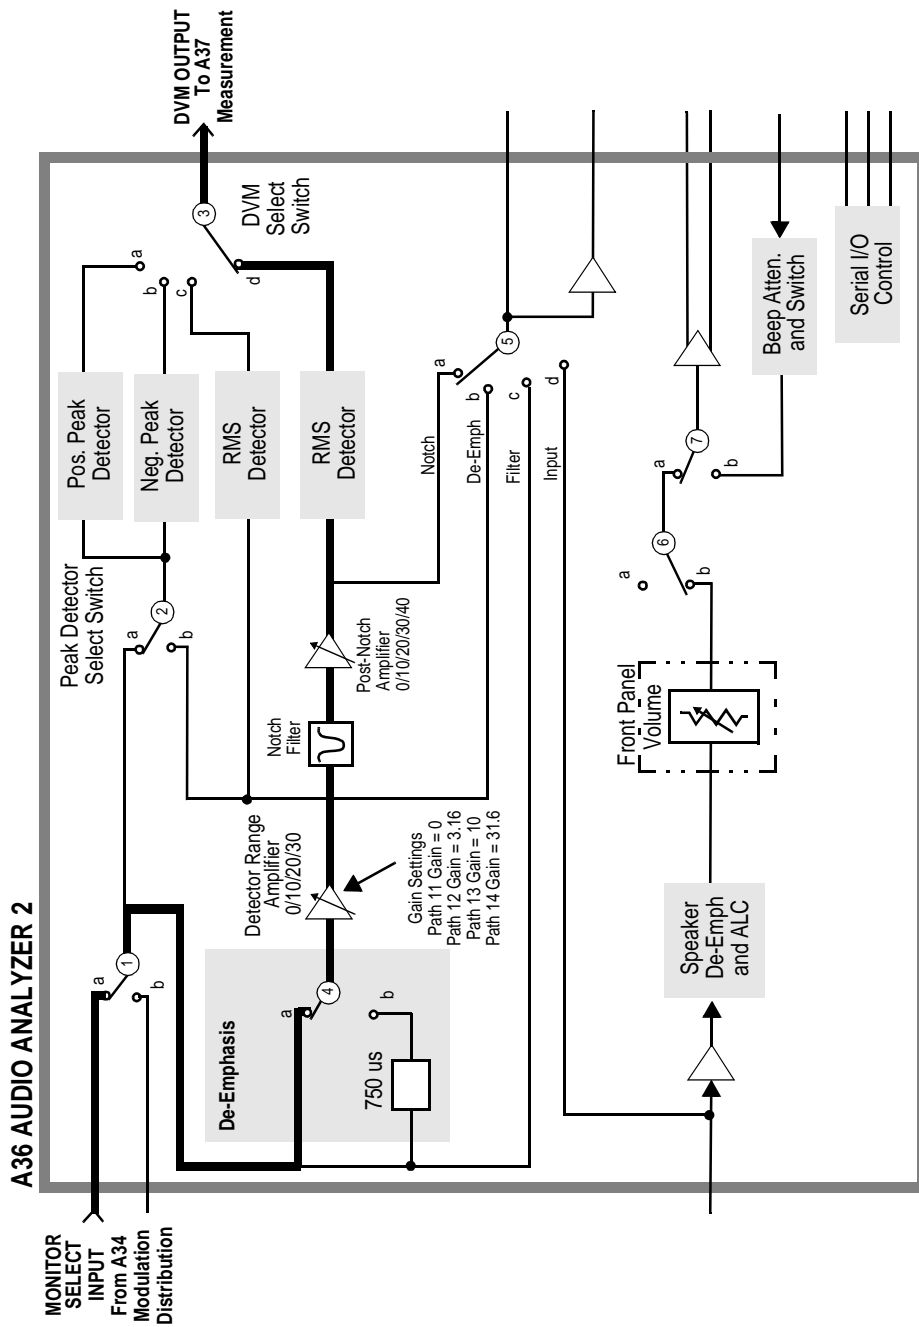 A36 AUDIO ANALYZER 2
MONITOR
SELECT
INPUT
From A34
Modulation
Distribution
a
1
b
De-Emphasis
a
4
b
750 us
Detector Range
Amplifier
0/10/20/30
Gain Settings
Path 11 Gain = 0
Path 12 Gain = 3.16
Path 13 Gain = 10
Path 14 Gain = 31.6
Notch
Filter
Post-Notch
Amplifier
0/10/20/30/40
Peak Detector
Select Switch
a
2
b
Pos. Peak
Detector
Neg. Peak
Detector
RMS
Detector
RMS
Detector
a
b
c
d
3
DVM
Select
Switch
DVM OUTPUT
To A37
Measurement
Notch
a
De-Emph
b
Filter
c
Input
d
5
Speaker
De-Emph
and ALC
Front Panel
Volume
a
6
b
a
7
b
Beep Atten.
and Switch
Serial I/O
Control